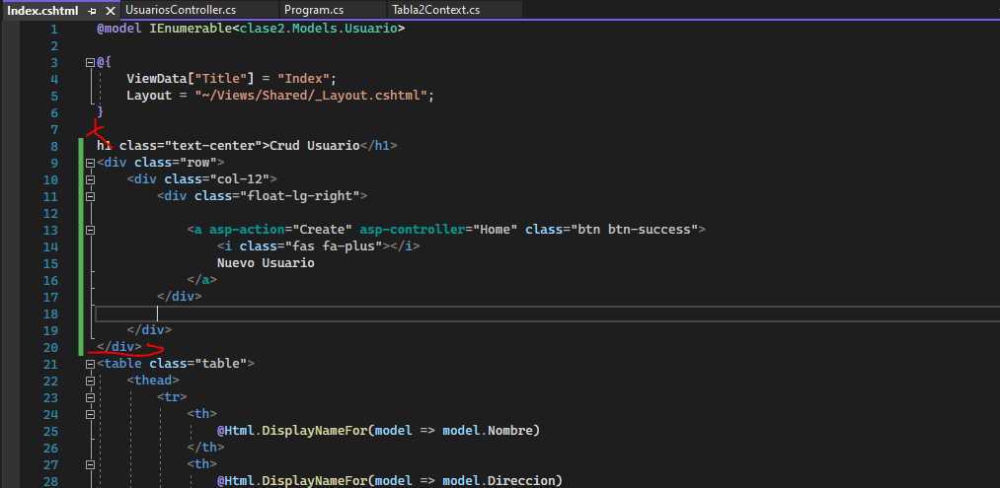 Index.cshtml UsuariosController.cs Program.cs Tabla2Context.cs
1 @model IEnumerable<clase2.Models.Usuario>
2
3 @{
4 ViewData["Title"] = "Index";
5 Layout = "~/Views/Shared/_Layout.cshtml";
6 }
7
8 h1 class="text-center">Crud Usuario</h1>
9 <div class="row">
10 <div class="col-12">
11 <div class="float-lg-right">
12
13 <a asp-action="Create" asp-controller="Home" class="btn btn-success">
14 <i class="fas fa-plus"></i>
15 Nuevo Usuario
16 </a>
17 </div>
18
19 </div>
20 </div>
21 <table class="table">
22 <thead>
23 <tr>
24 <th>
25 @Html.DisplayNameFor(model => model.Nombre)
26 </th>
27 <th>
28 @Html.DisplayNameFor(model => model.Direccion)